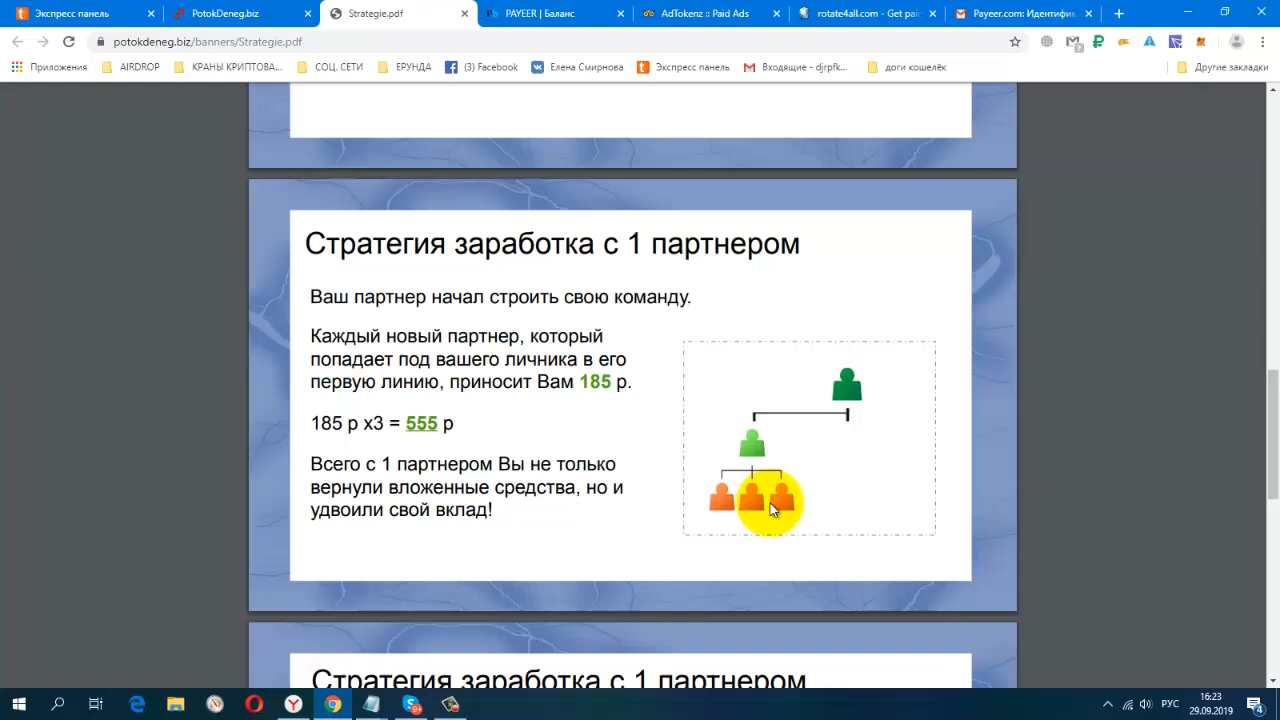 Экспресс панель
PotokDeneg.biz
Strategie.pdf
PAYEER | Баланс
AdTokenz :: Paid Ads
rotate4all.com - Get paid
Payeer.com: Идентифик
potokdeneg.biz/banners/Strategie.pdf
Приложения
AIRDROP
КРАНЫ КРИПТОВА...
СОЦ. СЕТИ
ЕРУНДА
(3) Facebook
Елена Смирнова
Экспресс панель
Входящие - djrpfk...
доги кошелёк
Другие закладки
Стратегия заработка с 1 партнером
Ваш партнер начал строить свою команду.
Каждый новый партнер, который
попадает под вашего личника в его
первую линию, приносит Вам 185 р.
185 р х3 = 555 р
Всего с 1 партнером Вы не только
вернули вложенные средства, но и
удвоили свой вклад!
Стратегия заработка с 1 партнером
РУС
16:23
29.09.2019